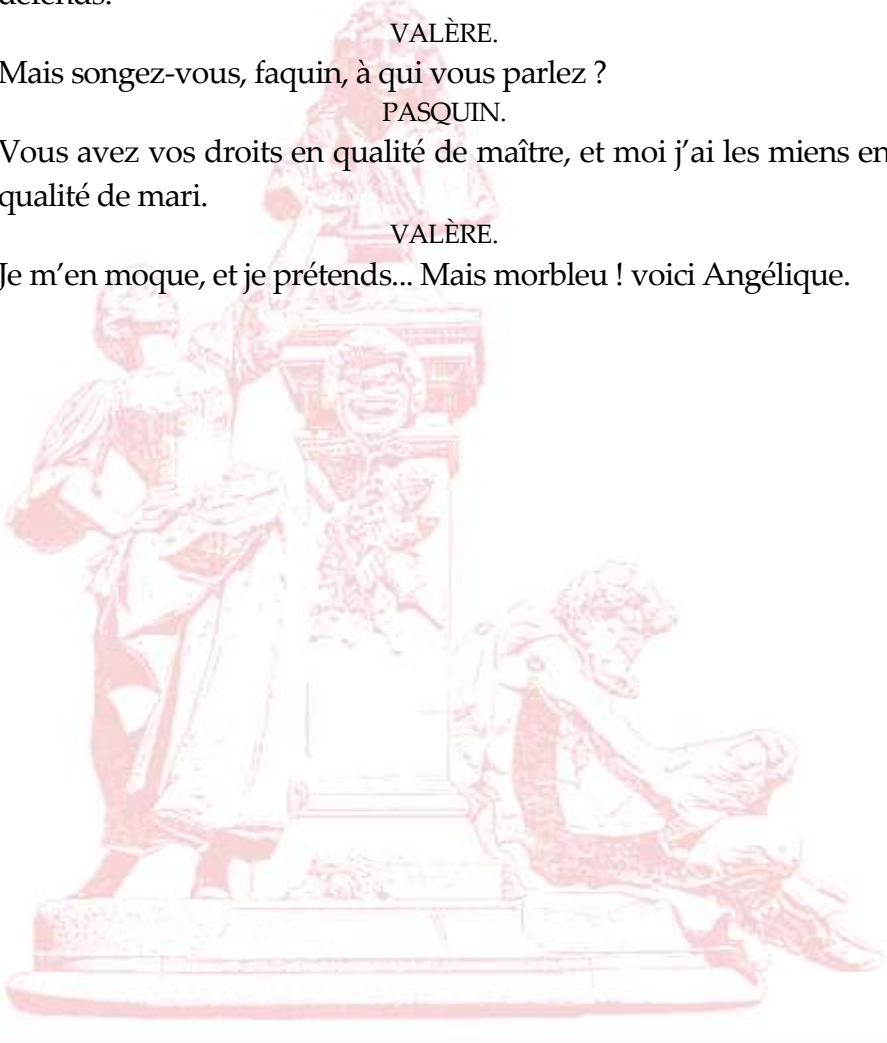 défends.
VALÈRE.
Mais songez-vous, faquin, à qui vous parlez ?
PASQUIN.
Vous avez vos droits en qualité de maître, et moi j’ai les miens en
qualité de mari.
VALÈRE.
Je m’en moque, et je prétends... Mais morbleu ! voici Angélique.